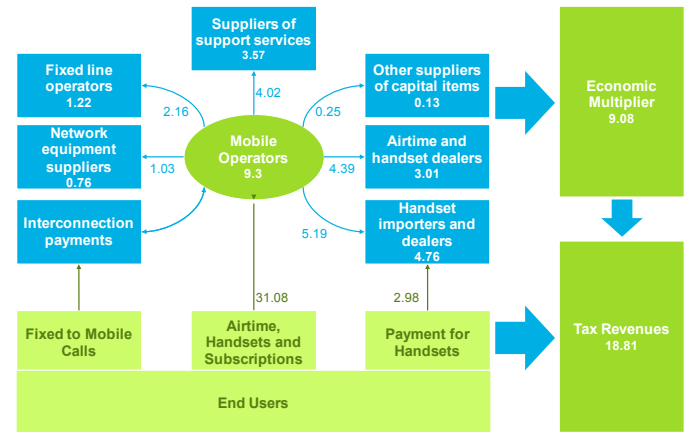 Suppliers of
support services
3.57
Fixed line
operators
1.22
Other suppliers
of capital items
0.13
Economic
Multiplier
9.08
4.02
2.16
0.25
Network
equipment
suppliers
0.76
Mobile
Operators
9.3
Airtime and
handset dealers
3.01
1.03
4.39
Interconnection
payments
Handset
importers and
dealers
4.76
5.19
31.08
2.98
Fixed to Mobile
Calls
Airtime,
Handsets and
Subscriptions
Payment for
Handsets
Tax Revenues
18.81
End Users